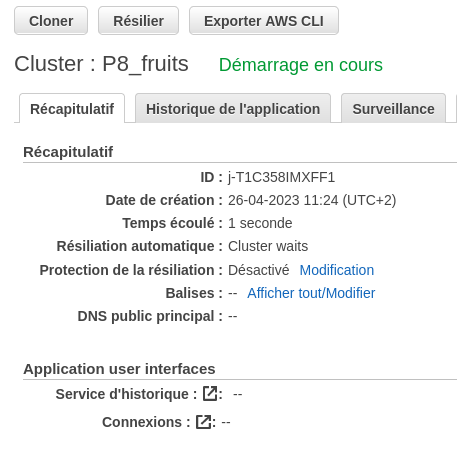 Cloner Résilier Exporter AWS CLI
Cluster : P8_fruits Démarrage en cours
Récapitulatif Historique de l'application Surveillance
Récapitulatif
ID : j-T1C358IMXFF1
Date de création : 26-04-2023 11:24 (UTC+2)
Temps écoulé : 1 seconde
Résiliation automatique : Cluster waits
Protection de la résiliation : Désactivé Modification
Balises : -- Afficher tout/Modifier
DNS public principal : --
Application user interfaces
Service d'historique : : --
Connexions : : --